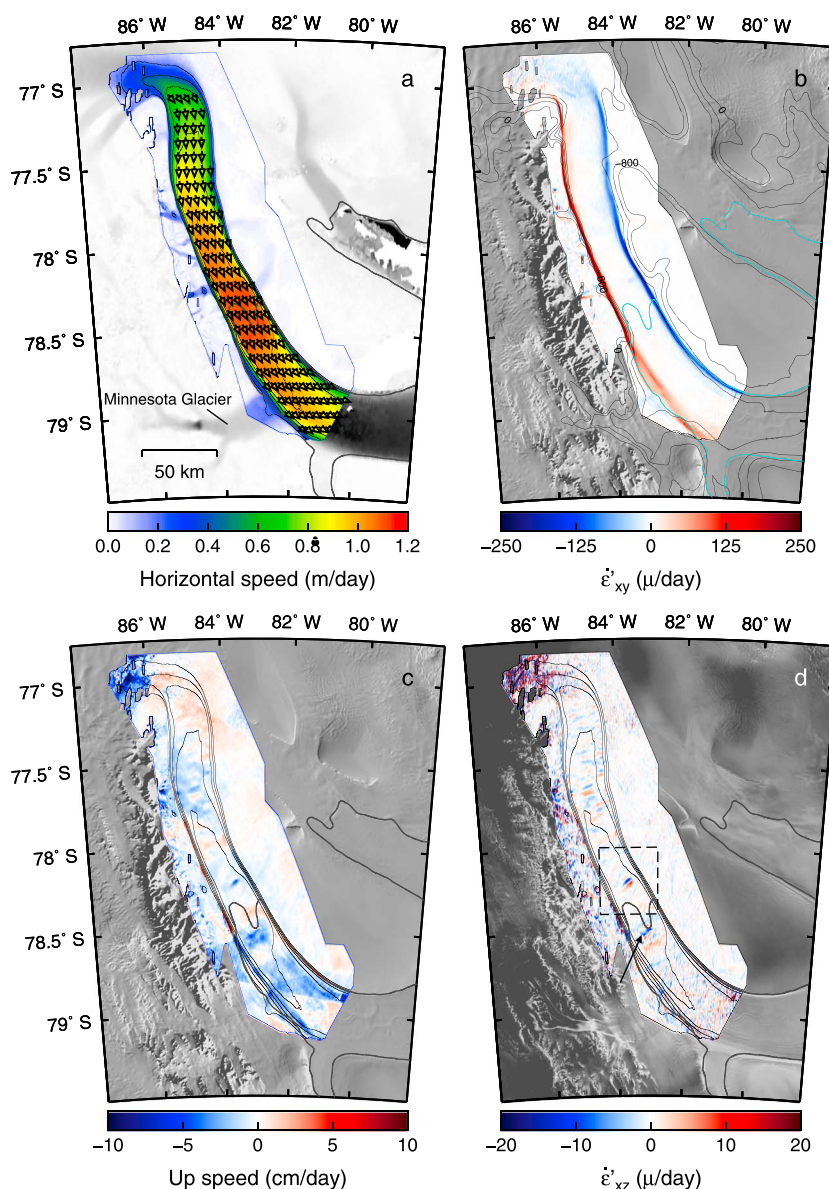 86° W 84° W 82° W 80° W
86° W 84° W 82° W 80° W
a
b
77° S
77.5° S
78° S
78.5° S
79° S
800
0
0
0
Minnesota Glacier
50 km
0.0 0.2 0.4 0.6 0.8 1.0 1.2
Horizontal speed (m/day)
−250 −125 0 125 250
ε̇'xy (μ/day)
86° W 84° W 82° W 80° W
86° W 84° W 82° W 80° W
c
d
77° S
77.5° S
78° S
78.5° S
79° S
−10 −5 0 5 10
Up speed (cm/day)
−20 −10 0 10 20
ε̇'xz (μ/day)